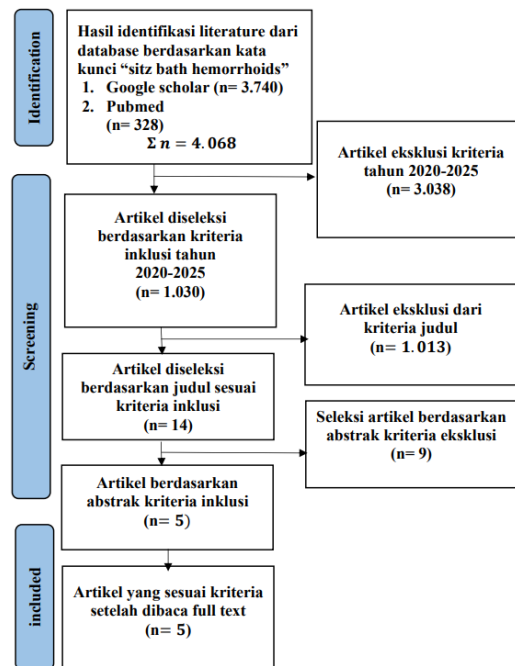 Identification
Hasil identifikasi literature dari
database berdasarkan kata
kunci “sitz bath hemorrhoids”
1. Google scholar (n= 3.740)
2. Pubmed
(n= 328)
Σ n = 4.068
Artikel eksklusi kriteria
tahun 2020-2025
(n= 3.038)
Screening
Artikel diseleksi
berdasarkan kriteria
inklusi tahun
2020-2025
(n= 1.030)
Artikel eksklusi dari
kriteria judul
(n= 1.013)
Artikel diseleksi
berdasarkan judul sesuai
kriteria inklusi
(n= 14)
Seleksi artikel berdasarkan
abstrak kriteria eksklusi
(n= 9)
Artikel berdasarkan
abstrak kriteria inklusi
(n= 5)
included
Artikel yang sesuai kriteria
setelah dibaca full text
(n= 5)